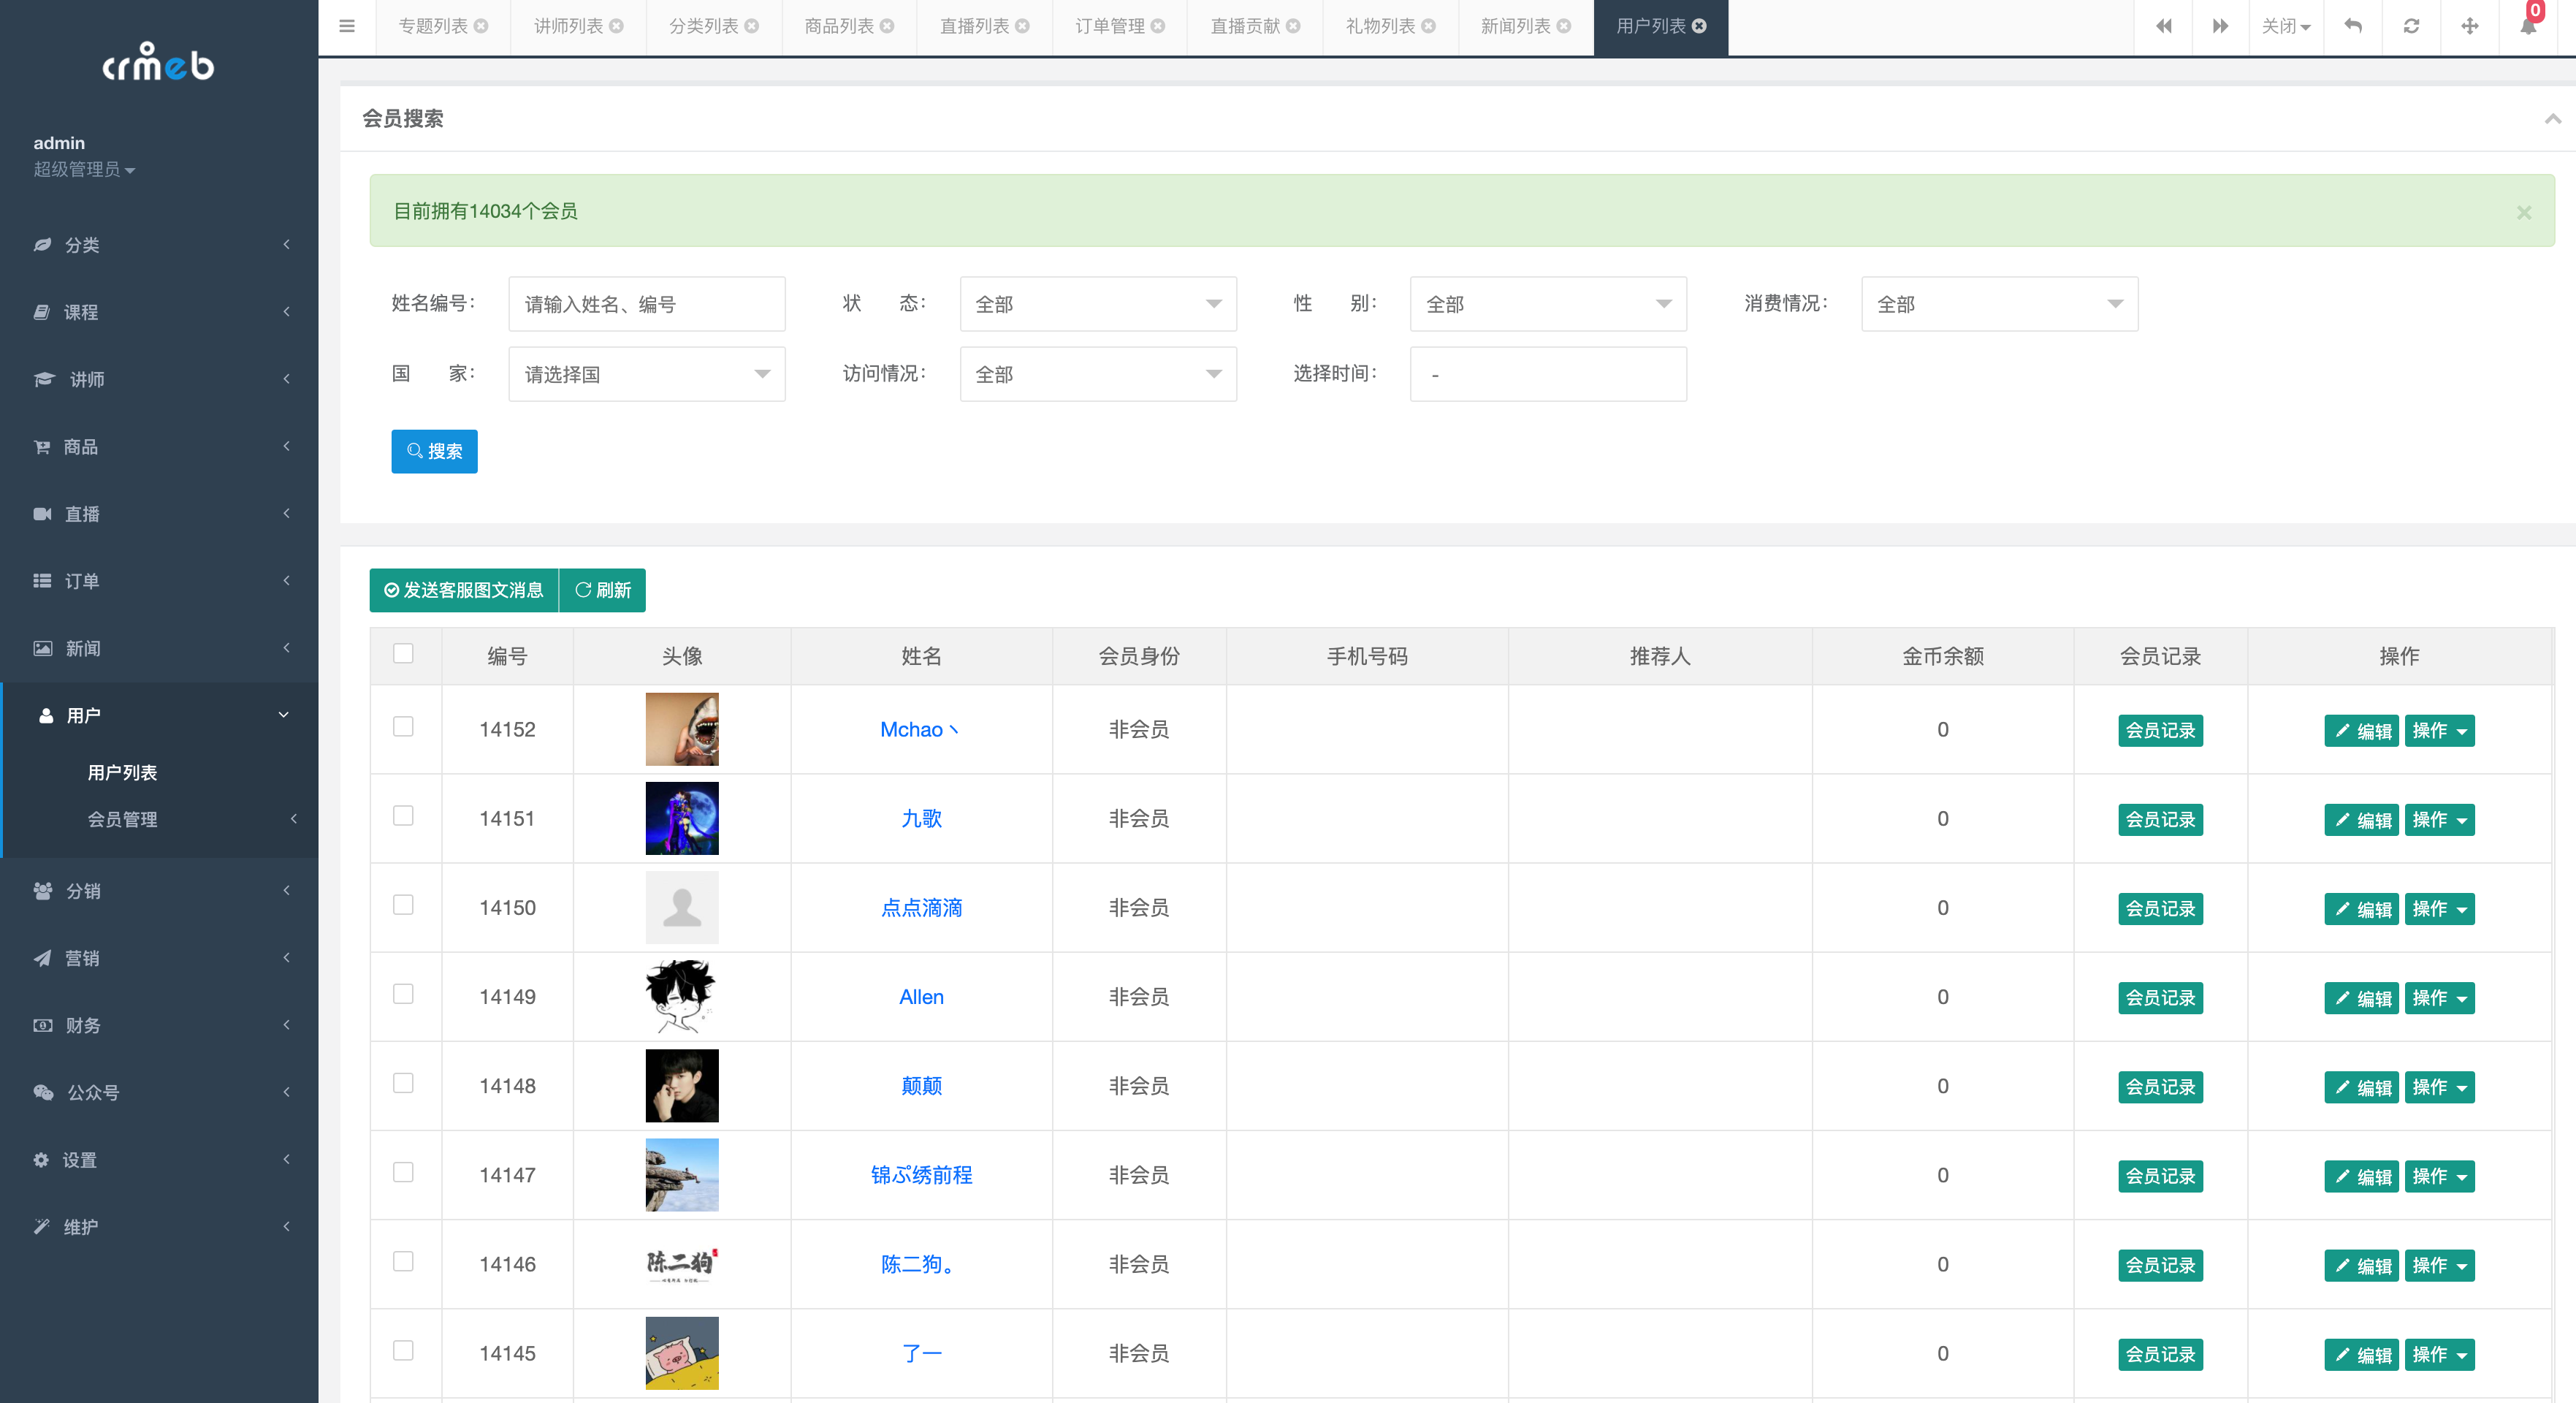 crmeb
admin
超级管理员
分类
课程
讲师
商品
直播
订单
新闻
用户
用户列表
会员管理
分销
营销
财务
公众号
设置
维护
专题列表 讲师列表 分类列表 商品列表 直播列表 订单管理 直播贡献 礼物列表 新闻列表 用户列表 关闭 0
会员搜索
目前拥有14034个会员 ×
姓名编号： 请输入姓名、编号 状 态： 全部 性 别： 全部 消费情况： 全部
国 家： 请选择国 访问情况： 全部 选择时间： -
搜索
发送客服图文消息 刷新
编号 头像 姓名 会员身份 手机号码 推荐人 金币余额 会员记录 操作
14152 Mchao丶 非会员 0 会员记录 编辑 操作
14151 九歌 非会员 0 会员记录 编辑 操作
14150 点点滴滴 非会员 0 会员记录 编辑 操作
14149 Allen 非会员 0 会员记录 编辑 操作
14148 颠颠 非会员 0 会员记录 编辑 操作
14147 锦ぷ绣前程 非会员 0 会员记录 编辑 操作
14146 陈二狗 陈二狗。 非会员 0 会员记录 编辑 操作
14145 了一 非会员 0 会员记录 编辑 操作